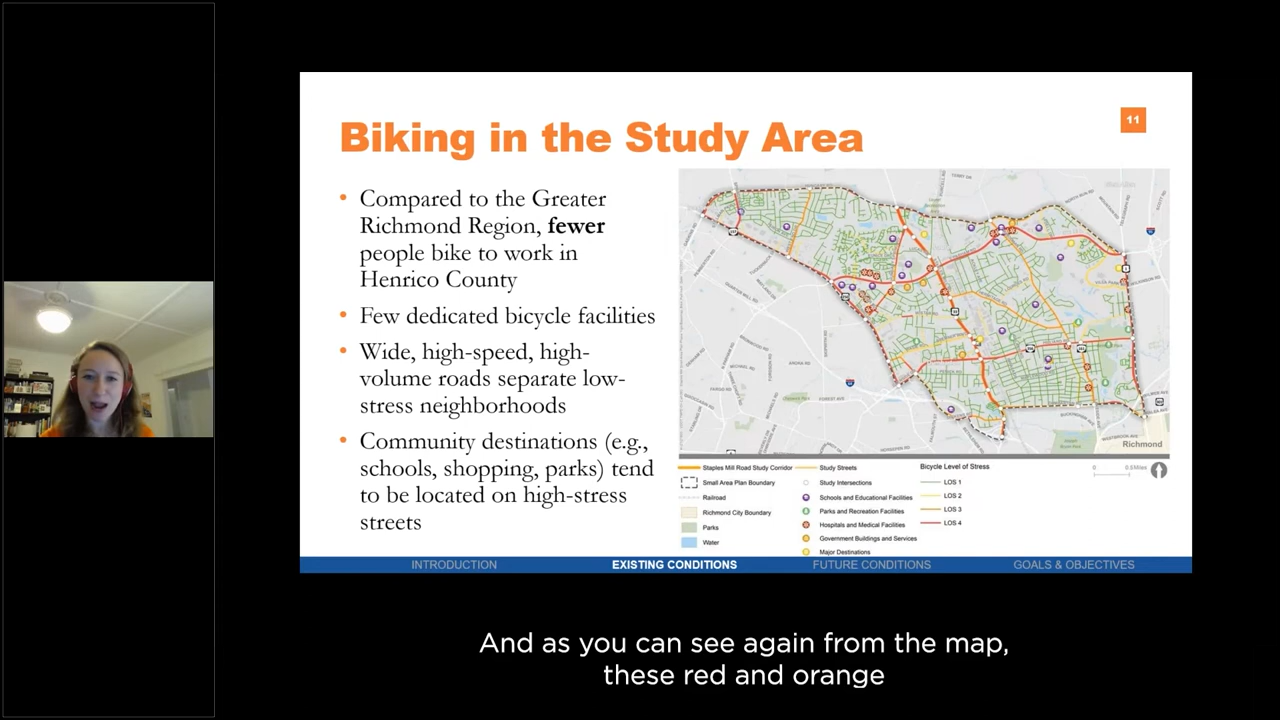 11
Biking in the Study Area
• Compared to the Greater
Richmond Region, fewer
people bike to work in
Henrico County
• Few dedicated bicycle facilities
• Wide, high-speed, high-
volume roads separate low-
stress neighborhoods
• Community destinations (e.g.,
schools, shopping, parks) tend
to be located on high-stress
streets
Richmond
Staples Mill Road Study Corridor
Small Area Plan Boundary
Railroad
Richmond City Boundary
Parks
Water
Study Streets
Study Intersections
Schools and Educational Facilities
Parks and Recreation Facilities
Hospitals and Medical Facilities
Government Buildings and Services
Major Destinations
Bicycle Level of Stress
LOS 1
LOS 2
LOS 3
LOS 4
0 0.6 Miles
INTRODUCTION
EXISTING CONDITIONS
FUTURE CONDITIONS
GOALS & OBJECTIVES
And as you can see again from the map,
these red and orange